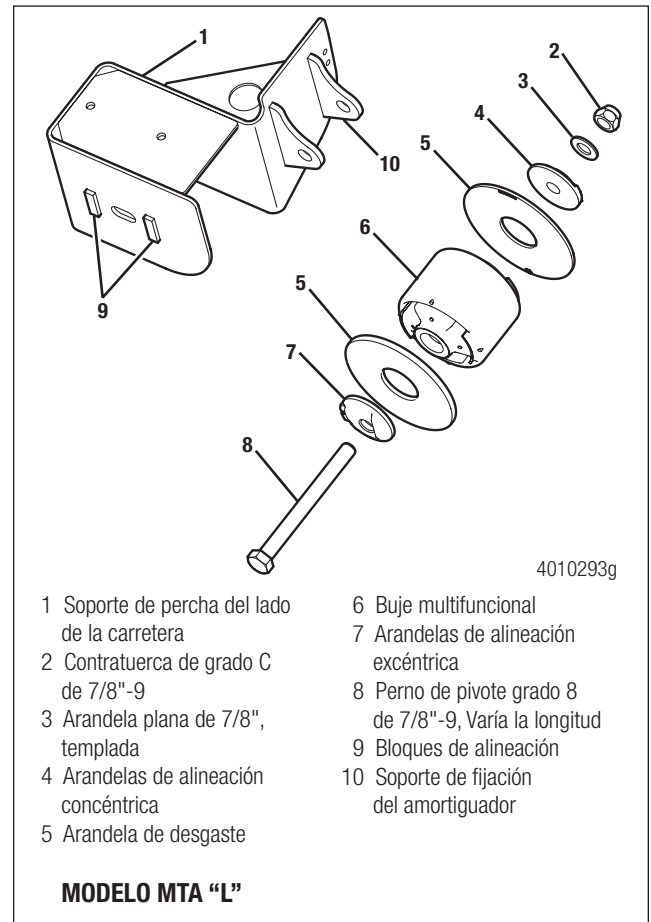 1
2
3
4
5
10
6
5
9
7
8
4010293g
1 Soporte de percha del lado
de la carretera
2 Contratuerca de grado C
de 7/8"-9
3 Arandela plana de 7/8",
templada
4 Arandelas de alineación
concéntrica
5 Arandela de desgaste
6 Buje multifuncional
7 Arandelas de alineación
excéntrica
8 Perno de pivote grado 8
de 7/8"-9, Varía la longitud
9 Bloques de alineación
10 Soporte de fijación
del amortiguador
MODELO MTA “L”